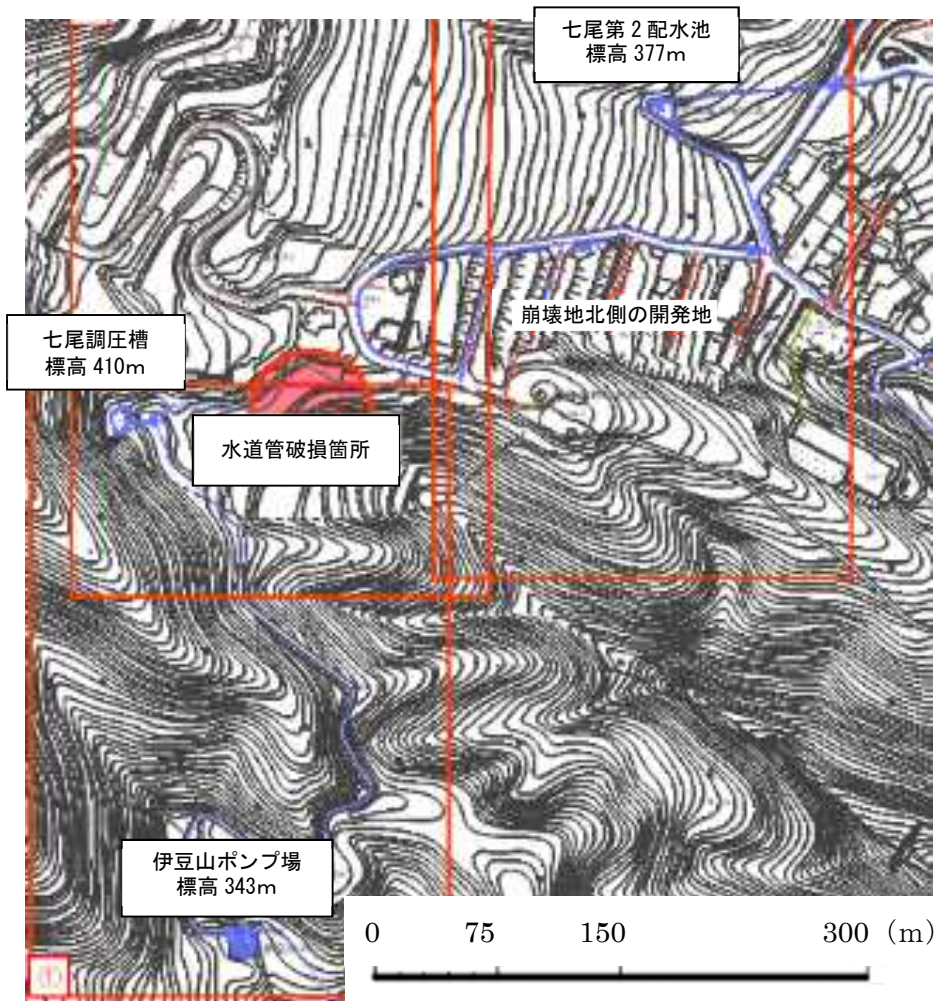 七尾第2配水池
標高 377m
崩壊地北側の開発地
七尾調圧槽
標高 410m
水道管破損箇所
伊豆山ポンプ場
標高 343m
0 75 150 300 (m)